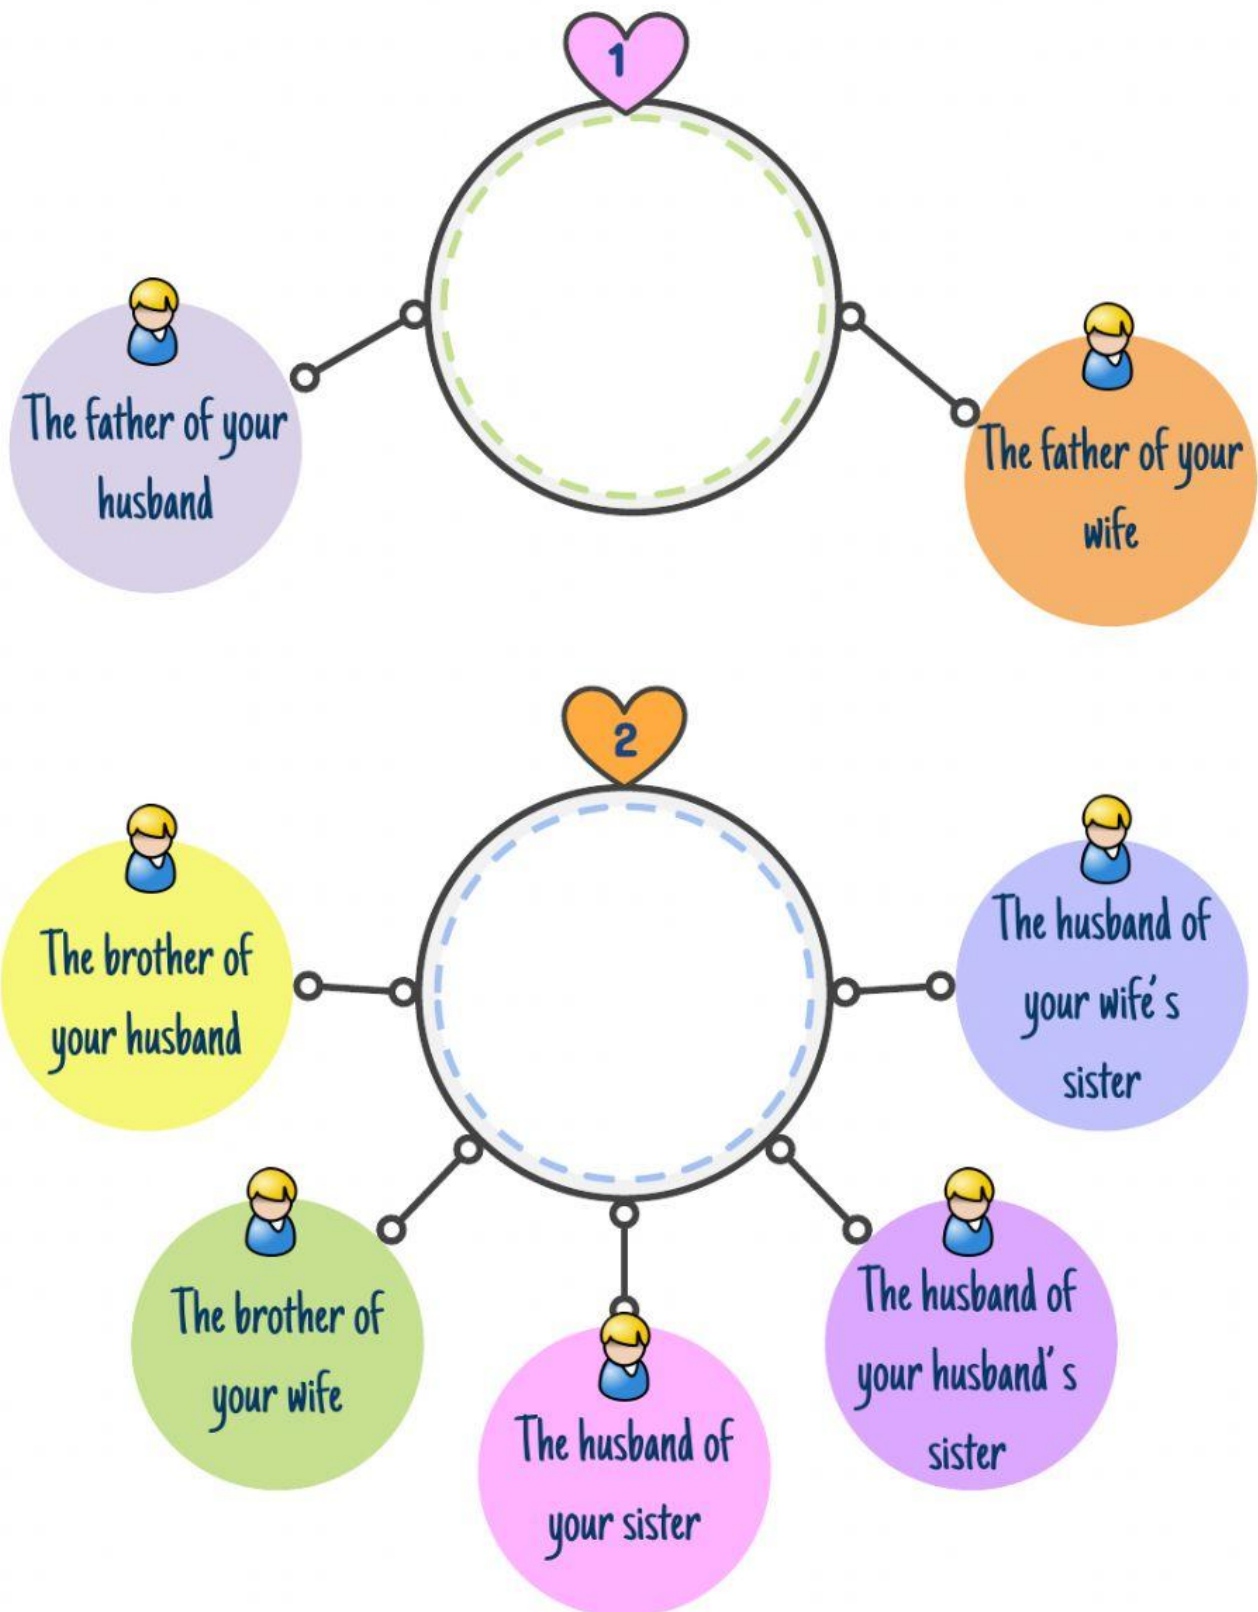 1
The father of your
husband
The father of your
wife
2
The brother of
your husband
The husband of
your wife's
sister
The brother of
your wife
The husband of
your sister
The husband of
your husband's
sister